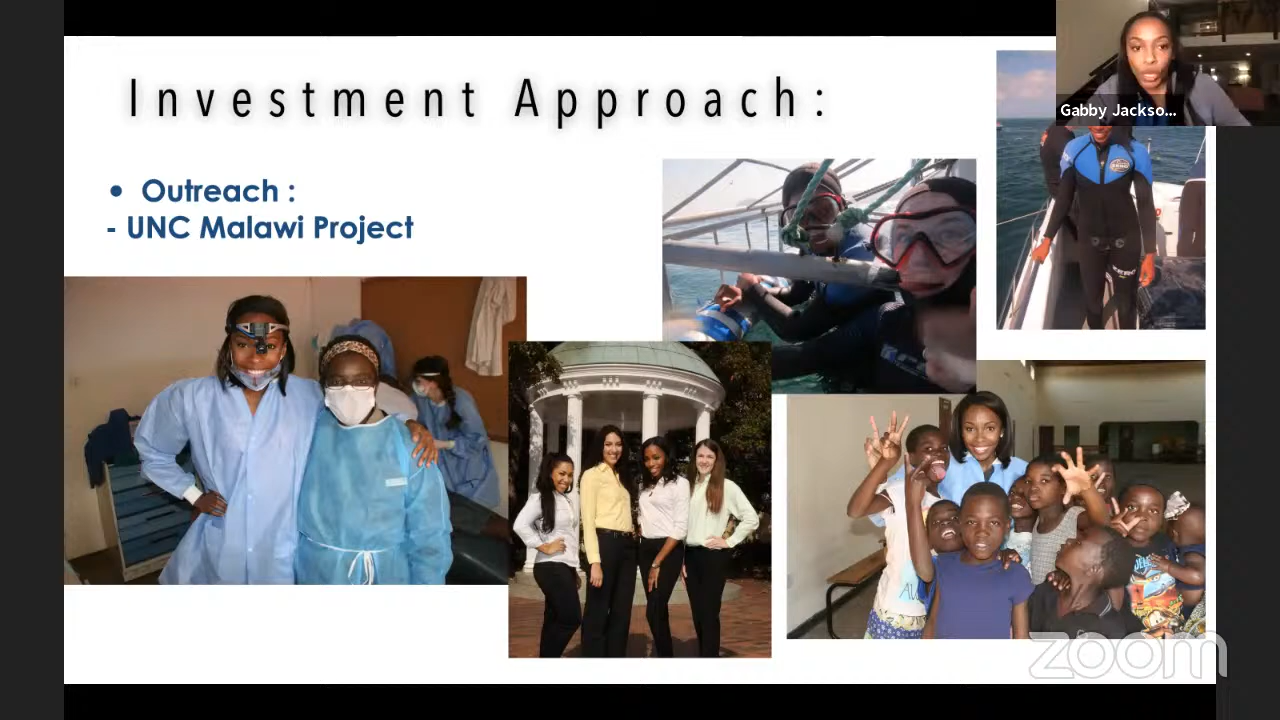 Investment Approach:
Gabby Jackso...
• Outreach :
- UNC Malawi Project
zoom